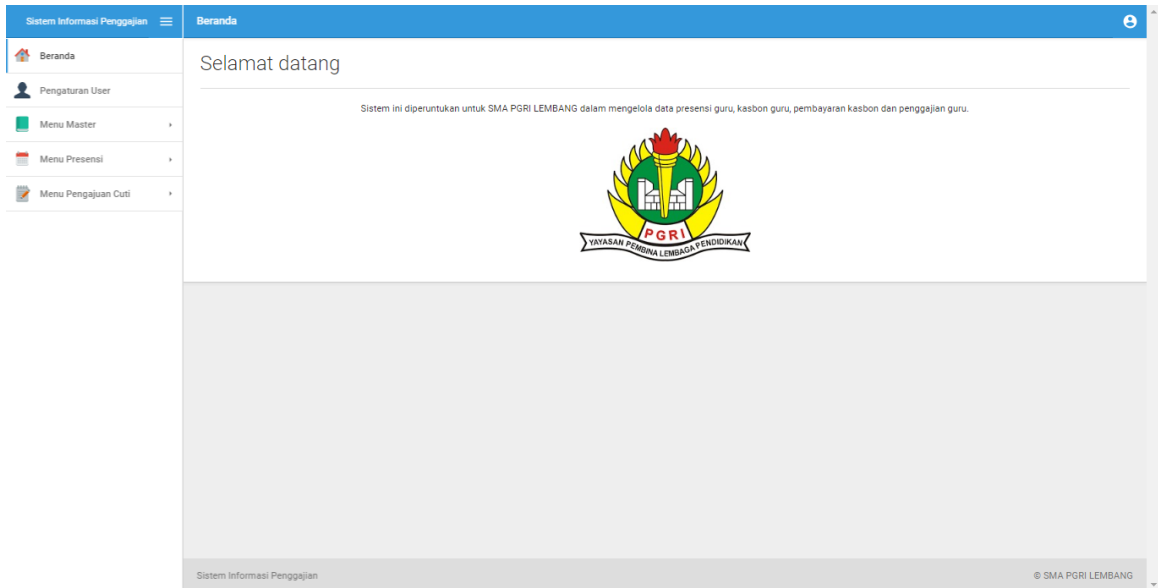 Sistem Informasi Penggajian
Beranda
Beranda
Pengaturan User
Menu Master
Menu Presensi
Menu Pengajuan Cuti
Selamat datang
Sistem ini diperuntukan untuk SMA PGRI LEMBANG dalam mengelola data presensi guru, kasbon guru, pembayaran kasbon dan penggajian guru.
PGRI
YAYASAN PEMBINA LEMBAGA PENDIDIKAN
Sistem Informasi Penggajian
© SMA PGRI LEMBANG